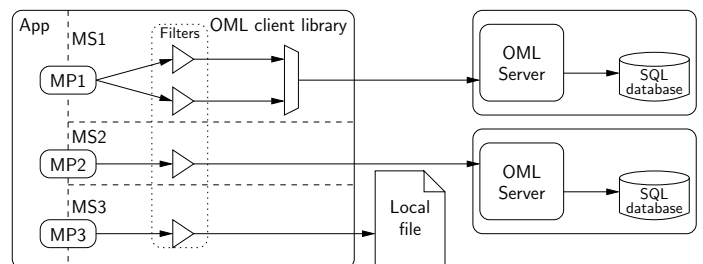 App
MS1
Filters
OML client library
MP1
OML
Server
SQL
database
MS2
MP2
OML
Server
SQL
database
MS3
MP3
Local
file